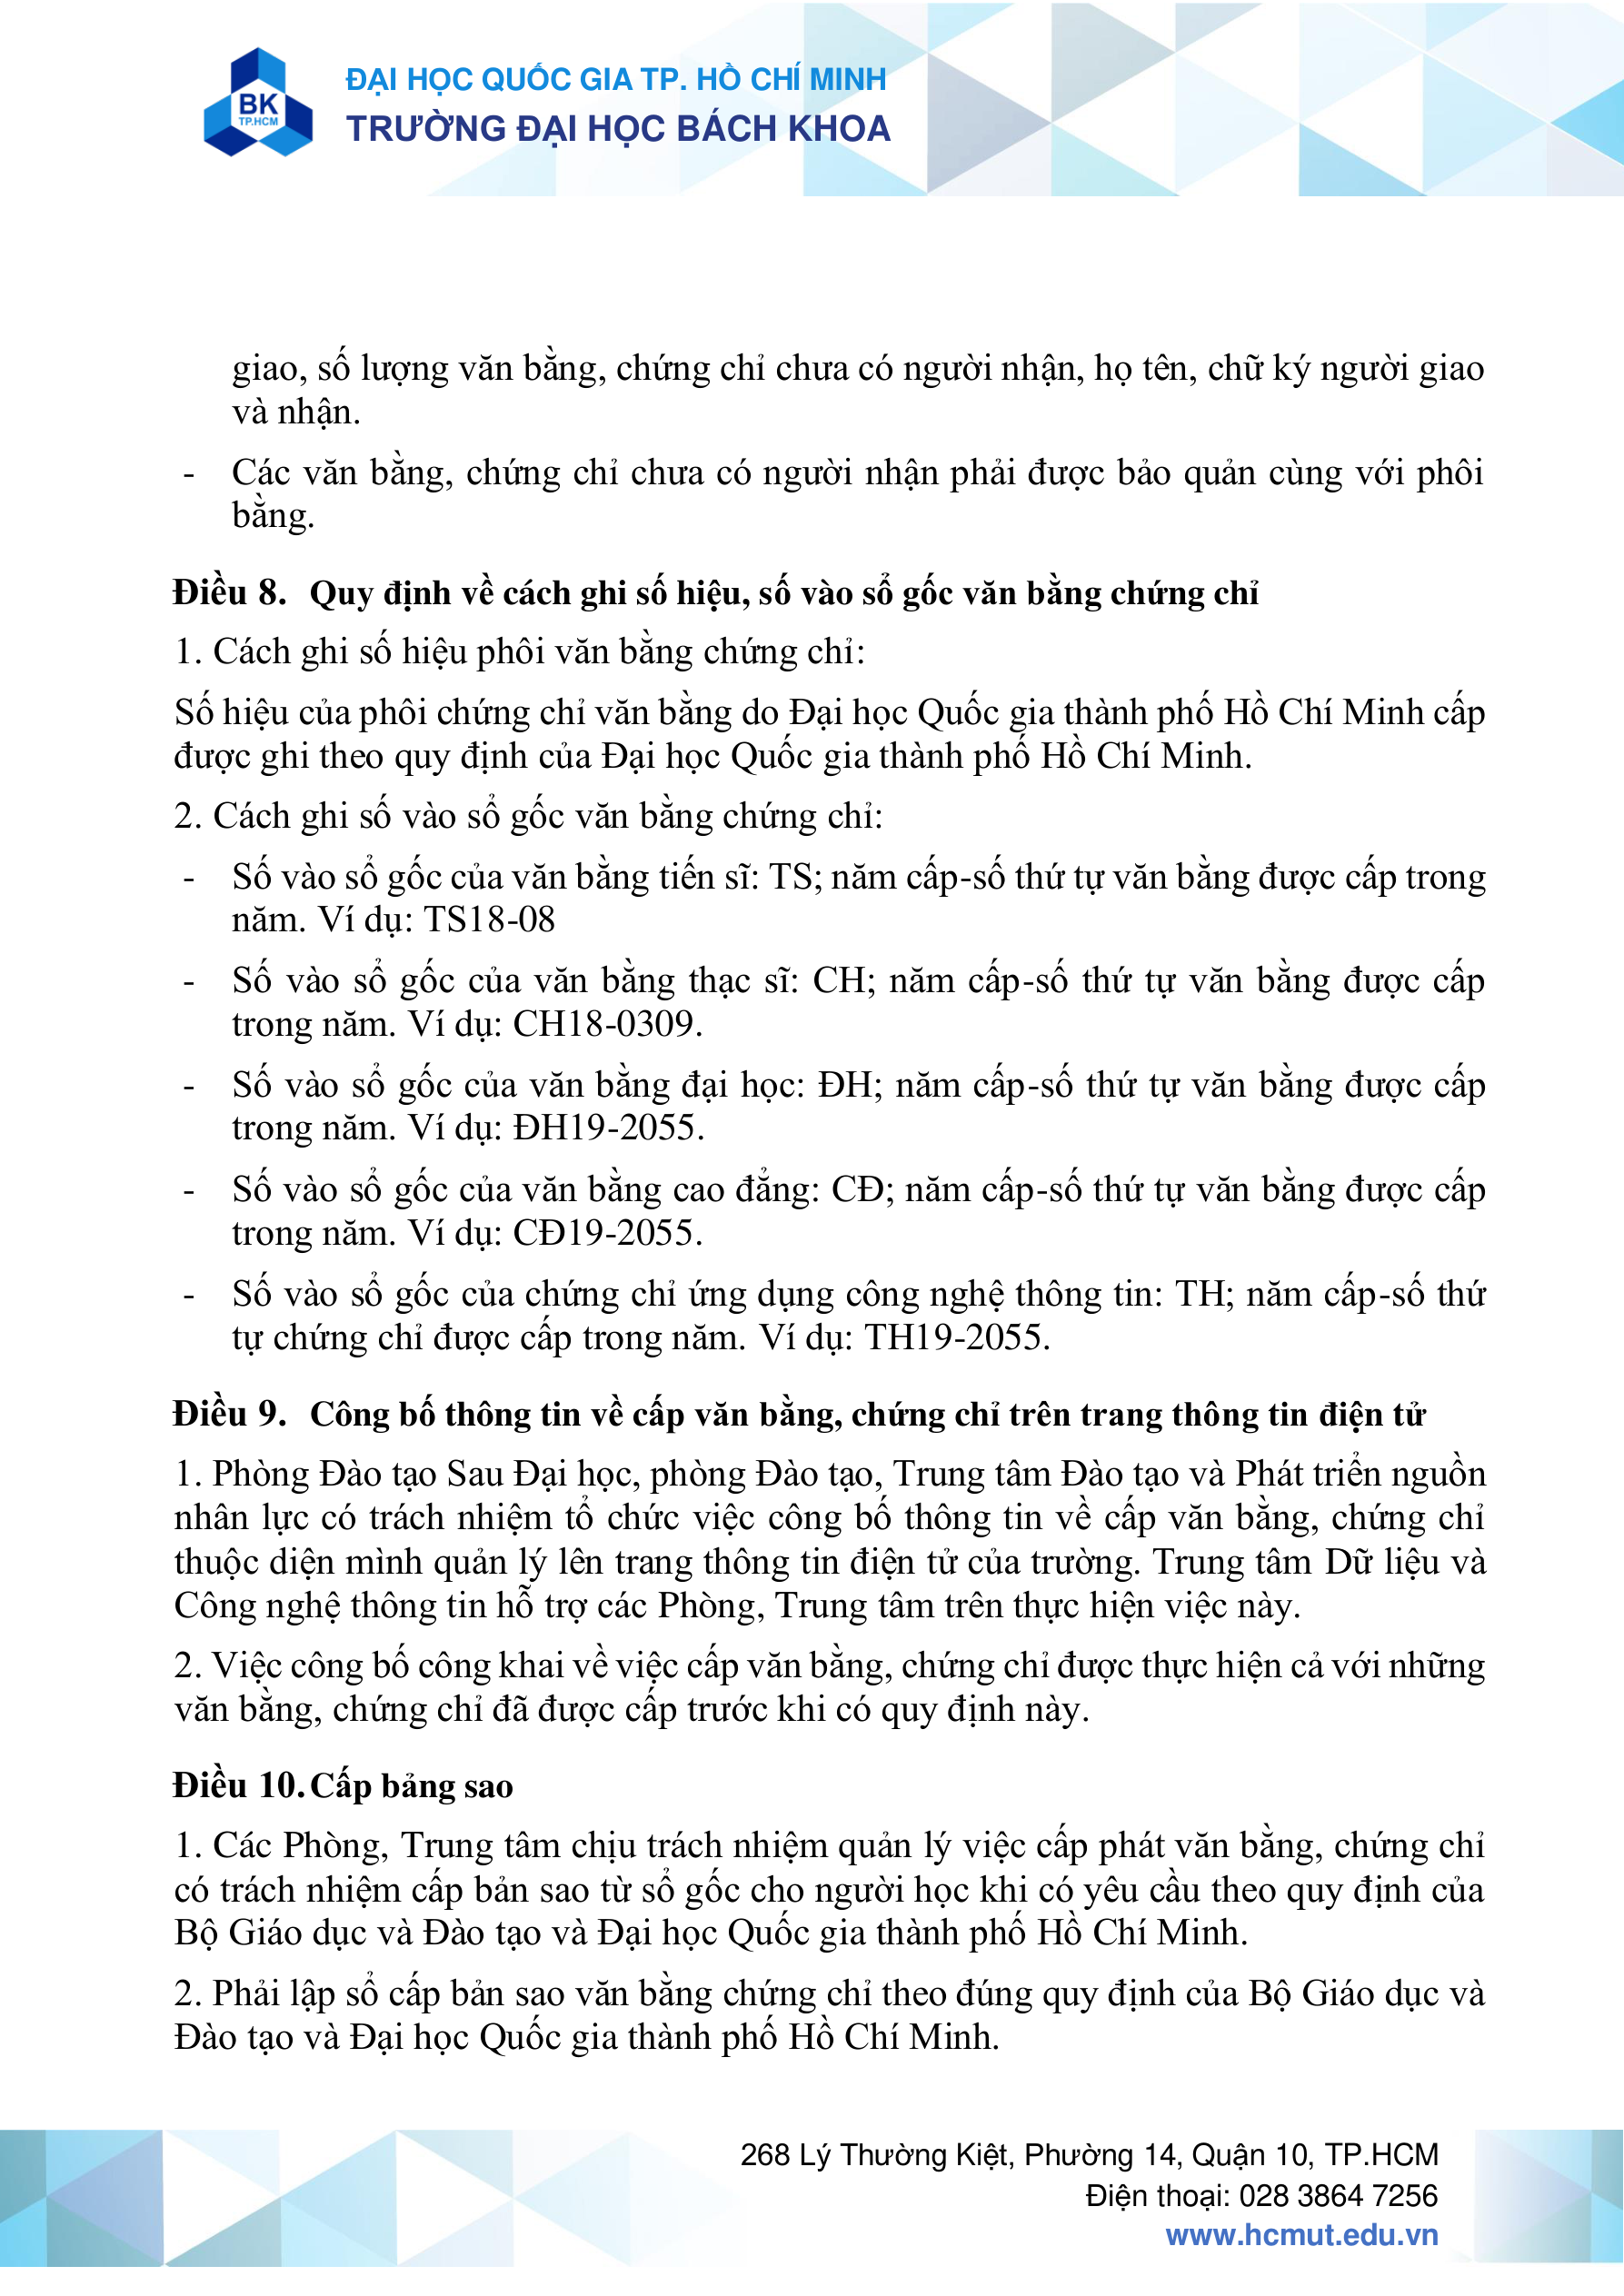 BK
TP.HCM
ĐẠI HỌC QUỐC GIA TP. HỒ CHÍ MINH
TRƯỜNG ĐẠI HỌC BÁCH KHOA
giao, số lượng văn bằng, chứng chỉ chưa có người nhận, họ tên, chữ ký người giao
và nhận.
- Các văn bằng, chứng chỉ chưa có người nhận phải được bảo quản cùng với phôi
bằng.
Điều 8. Quy định về cách ghi số hiệu, số vào sổ gốc văn bằng chứng chỉ
1. Cách ghi số hiệu phôi văn bằng chứng chỉ:
Số hiệu của phôi chứng chỉ văn bằng do Đại học Quốc gia thành phố Hồ Chí Minh cấp
được ghi theo quy định của Đại học Quốc gia thành phố Hồ Chí Minh.
2. Cách ghi số vào sổ gốc văn bằng chứng chỉ:
- Số vào sổ gốc của văn bằng tiến sĩ: TS; năm cấp-số thứ tự văn bằng được cấp trong
năm. Ví dụ: TS18-08
- Số vào sổ gốc của văn bằng thạc sĩ: CH; năm cấp-số thứ tự văn bằng được cấp
trong năm. Ví dụ: CH18-0309.
- Số vào sổ gốc của văn bằng đại học: ĐH; năm cấp-số thứ tự văn bằng được cấp
trong năm. Ví dụ: ĐH19-2055.
- Số vào sổ gốc của văn bằng cao đẳng: CĐ; năm cấp-số thứ tự văn bằng được cấp
trong năm. Ví dụ: CĐ19-2055.
- Số vào sổ gốc của chứng chỉ ứng dụng công nghệ thông tin: TH; năm cấp-số thứ
tự chứng chỉ được cấp trong năm. Ví dụ: TH19-2055.
Điều 9. Công bố thông tin về cấp văn bằng, chứng chỉ trên trang thông tin điện tử
1. Phòng Đào tạo Sau Đại học, phòng Đào tạo, Trung tâm Đào tạo và Phát triển nguồn
nhân lực có trách nhiệm tổ chức việc công bố thông tin về cấp văn bằng, chứng chỉ
thuộc diện mình quản lý lên trang thông tin điện tử của trường. Trung tâm Dữ liệu và
Công nghệ thông tin hỗ trợ các Phòng, Trung tâm trên thực hiện việc này.
2. Việc công bố công khai về việc cấp văn bằng, chứng chỉ được thực hiện cả với những
văn bằng, chứng chỉ đã được cấp trước khi có quy định này.
Điều 10. Cấp bảng sao
1. Các Phòng, Trung tâm chịu trách nhiệm quản lý việc cấp phát văn bằng, chứng chỉ
có trách nhiệm cấp bản sao từ sổ gốc cho người học khi có yêu cầu theo quy định của
Bộ Giáo dục và Đào tạo và Đại học Quốc gia thành phố Hồ Chí Minh.
2. Phải lập sổ cấp bản sao văn bằng chứng chỉ theo đúng quy định của Bộ Giáo dục và
Đào tạo và Đại học Quốc gia thành phố Hồ Chí Minh.
268 Lý Thường Kiệt, Phường 14, Quận 10, TP.HCM
Điện thoại: 028 3864 7256
www.hcmut.edu.vn